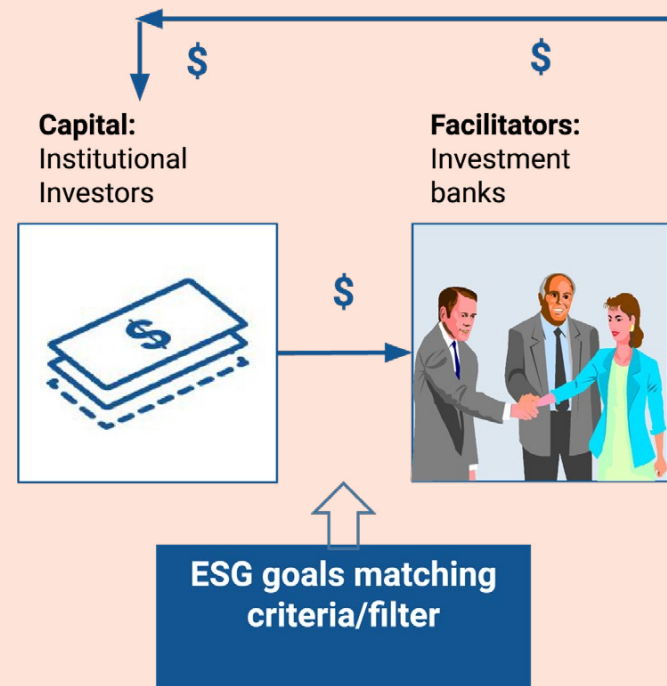 $
$
Capital:
Institutional
Investors
Facilitators:
Investment
banks
$
$
ESG goals matching
criteria/filter